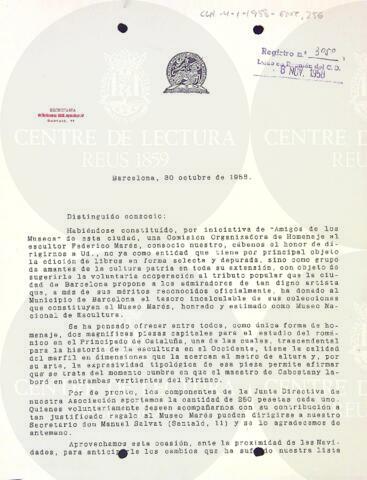 CLH-4-1-1958-
Registro n.º 3050
8 NOV. 1958
SECRETARIA
CENTRE DE LECTURA
REUS 1859
Barcelona, 30 octubre de 1958.
Distinguido consocio:
Habiéndose constituído, por iniciativa de "Amigos de los
Museos" de esta ciudad, una Comisión Organizadora de Homenaje al
escultor Federico Marés, consocio nuestro, cábenos el honor de di-
rigirnos a Ud., no ya como entidad que tiene por principal objeto
la edición de libros en forma selecta y depurada, sino como grupo
de amantes de la cultura patria en toda su extensión, con objeto de
sugerirle la voluntaria cooperación al tributo popular que la ciu-
dad de Barcelona propone a los admiradores de tan digno artista
que, a más de sus méritos reconocidos oficialmente, ha donado al
Municipio de Barcelona el tesoro incalculable de sus colecciones
que constituyen el Museo Marés, honrado y estimado como Museo Na-
cional de Escultura.
Se ha pensado ofrecer entre todos, como única forma de ho-
menaje, dos magníficas piezas capitales para el estudio del romá-
nico en el Principado de Cataluña, una de las cuales, trascendental
para la historia de la escultura en el Occidente, tiene la calidad
del marfil en dimensiones que la acercan al metro de altura y, por
su arte, la expresividad tipológica de esa pieza permite afirmar
que se trata del momento cumbre en que el maestro de Cabestany la-
boró en entrambas vertientes del Pirineo.
Por de pronto, los componentes de la Junta Directiva de
nuestra Asociación aportamos la cantidad de 250 pesetas cada uno.
Quienes voluntariamente deseen acompañarnos con su contribución a
tan justificado regalo al Museo Marés pueden dirigirse a nuestro
Secretario don Manuel Salvat (Santaló, 11) y se lo agradecemos de
antemano.
Aprovechamos esta ocasión, ante la proximidad de las Navi-
dades, para anticiparle los cambios que ha sufrido nuestra lista